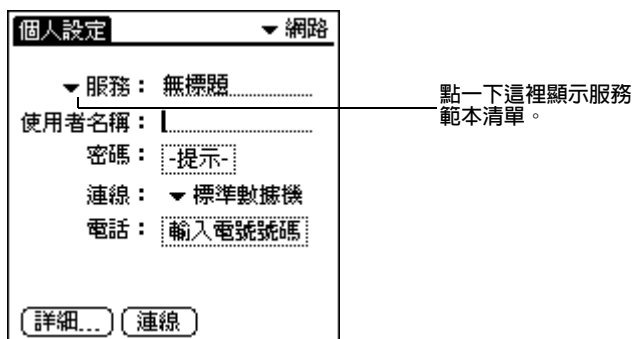 個人設定 ▼ 網路
▼ 服務： 無標題
點一下這裡顯示服務
範本清單。
使用者名稱：
密碼： -提示-
連線： ▼ 標準數據機
電話： 輸入電號號碼
詳細... 連線